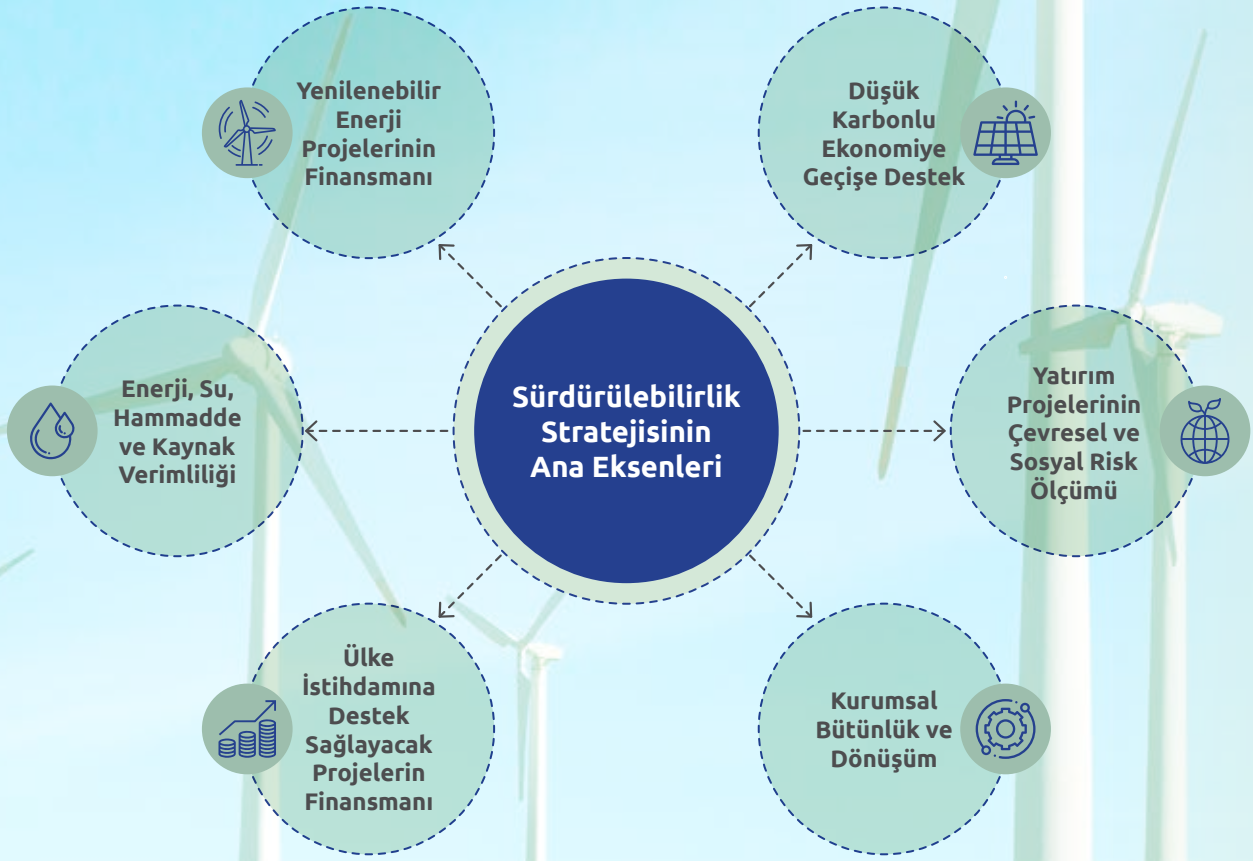 Yenilenebilir
Enerji
Projelerinin
Finansmanı
Düşük
Karbonlu
Ekonomiye
Geçişe Destek
Enerji, Su,
Hammadde
ve Kaynak
Verimliliği
Sürdürülebilirlik
Stratejisinin
Ana Eksenleri
Yatırım
Projelerinin
Çevresel ve
Sosyal Risk
Ölçümü
Ülke
İstihdamına
Destek
Sağlayacak
Projelerin
Finansmanı
Kurumsal
Bütünlük ve
Dönüşüm